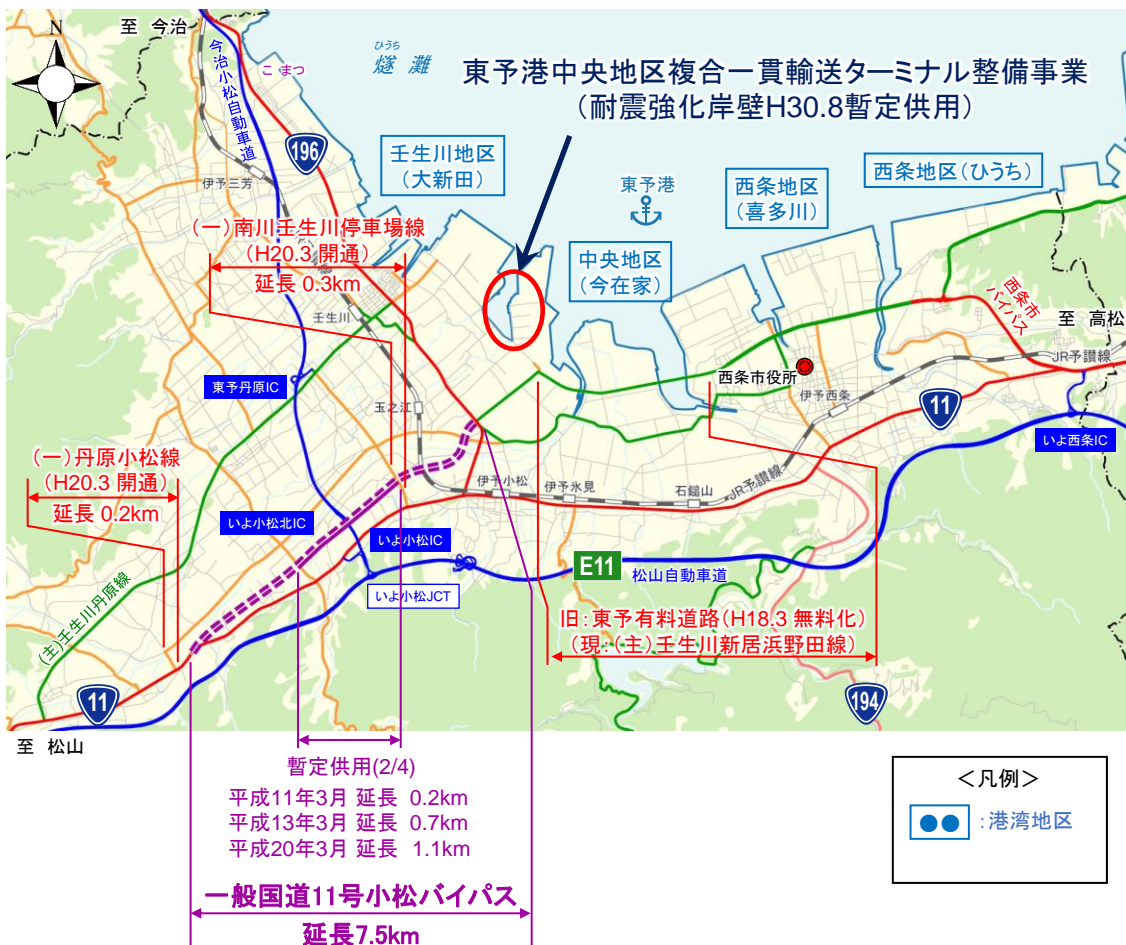 至 今治
N
ひうち
燧 灘
こ まつ
今治小松自動車道
東予港中央地区複合一貫輸送ターミナル整備事業
（耐震強化岸壁H30.8暫定供用）
196
壬生川地区
（大新田）
伊予三芳
東予港
西条地区
（喜多川）
西条地区（ひうち）
（一）南川壬生川停車場線
（H20.3 開通）
延長 0.3km
中央地区
（今在家）
壬生川
西条市
バイパス
至 高松
JR予讃線
東予丹原IC
西条市役所
伊予西条
玉之江
11
いよ西条IC
（一）丹原小松線
（H20.3 開通）
延長 0.2km
伊予小松
伊予氷見
石鎚山
JR予讃線
いよ小松北IC
いよ小松IC
E11
松山自動車道
いよ小松JCT
旧：東予有料道路（H18.3 無料化）
（現：（主）壬生川新居浜野田線）
（主）壬生川丹原線
11
194
至 松山
暫定供用(2/4)
平成11年3月 延長 0.2km
平成13年3月 延長 0.7km
平成20年3月 延長 1.1km
一般国道11号小松バイパス
延長7.5km
＜凡例＞
●● ：港湾地区